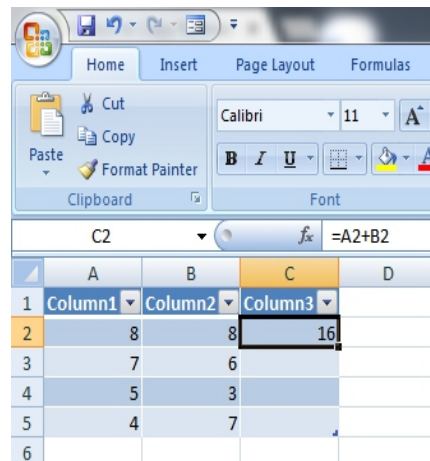 Home Insert Page Layout Formulas
Cut
Calibri 11 A
Copy
Paste
Format Painter
B I U A
Clipboard Font
C2 fx =A2+B2
A B C D
1 Column1 Column2 Column3
2 8 8 16
3 7 6
4 5 3
5 4 7
6